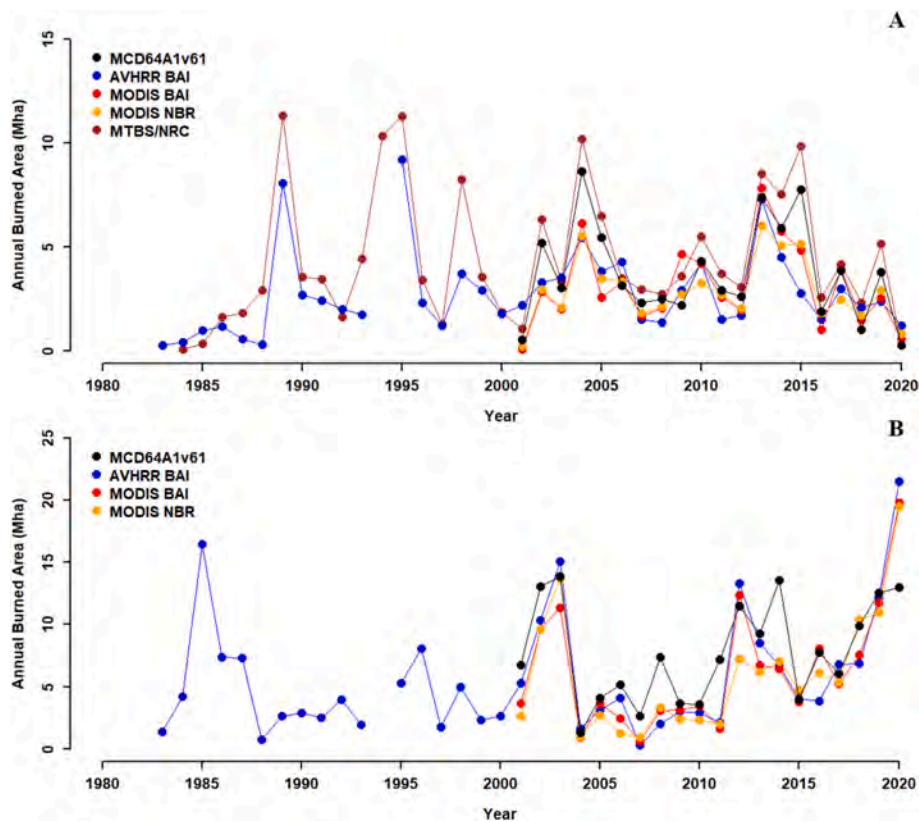 A
15
10
5
0
Annual Burned Area (Mha)
MCD64A1v61
AVHRR BAI
MODIS BAI
MODIS NBR
MTBS/NRC
1980 1985 1990 1995 2000 2005 2010 2015 2020
Year
B
25
20
15
10
5
0
Annual Burned Area (Mha)
MCD64A1v61
AVHRR BAI
MODIS BAI
MODIS NBR
1980 1985 1990 1995 2000 2005 2010 2015 2020
Year